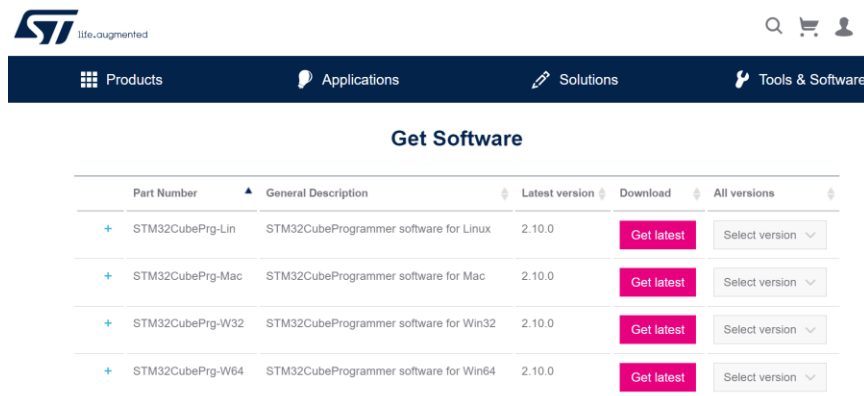 ST life.augmented
Products Applications Solutions Tools & Software
Get Software
Part Number General Description Latest version Download All versions
+ STM32CubePrg-Lin STM32CubeProgrammer software for Linux 2.10.0 Get latest Select version
+ STM32CubePrg-Mac STM32CubeProgrammer software for Mac 2.10.0 Get latest Select version
+ STM32CubePrg-W32 STM32CubeProgrammer software for Win32 2.10.0 Get latest Select version
+ STM32CubePrg-W64 STM32CubeProgrammer software for Win64 2.10.0 Get latest Select version